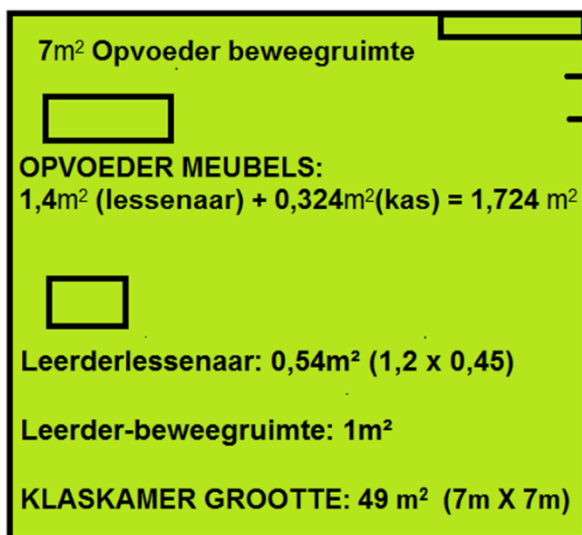 7m² Opvoeder beweegruimte
OPVOEDER MEUBELS:
1,4m² (lessenaar) + 0,324m²(kas) = 1,724 m²
Leerderlessenaar: 0,54m² (1,2 x 0,45)
Leerder-beweegruimte: 1m²
KLASKAMER GROOTTE: 49 m² (7m X 7m)